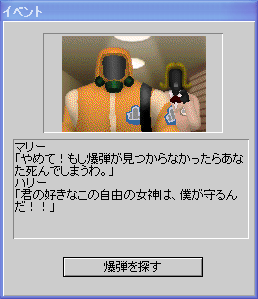 イベント
マリー
「やめて！もし爆弾が見つからなかったらあな
た死んでしまうわ。」
ハリー
「君の好きなこの自由の女神は、僕が守るん
だ！！」
爆弾を探す